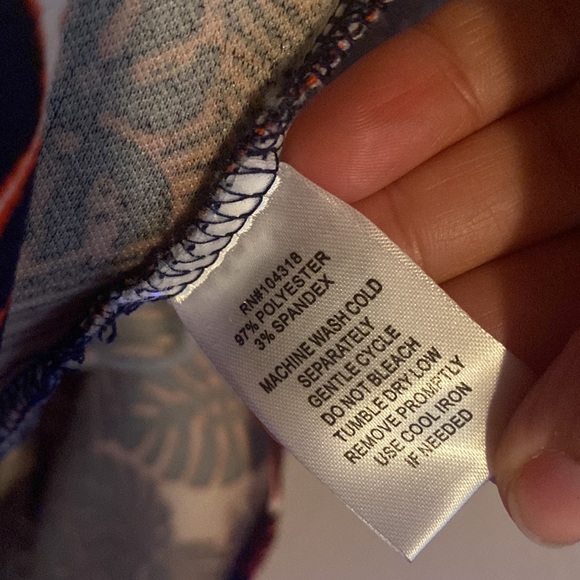 RN#104318
97% POLYESTER
3% SPANDEX
MACHINE WASH COLD
SEPARATELY
GENTLE CYCLE
DO NOT BLEACH
TUMBLE DRY LOW
REMOVE PROMPTLY
USE COOL IRON
IF NEEDED